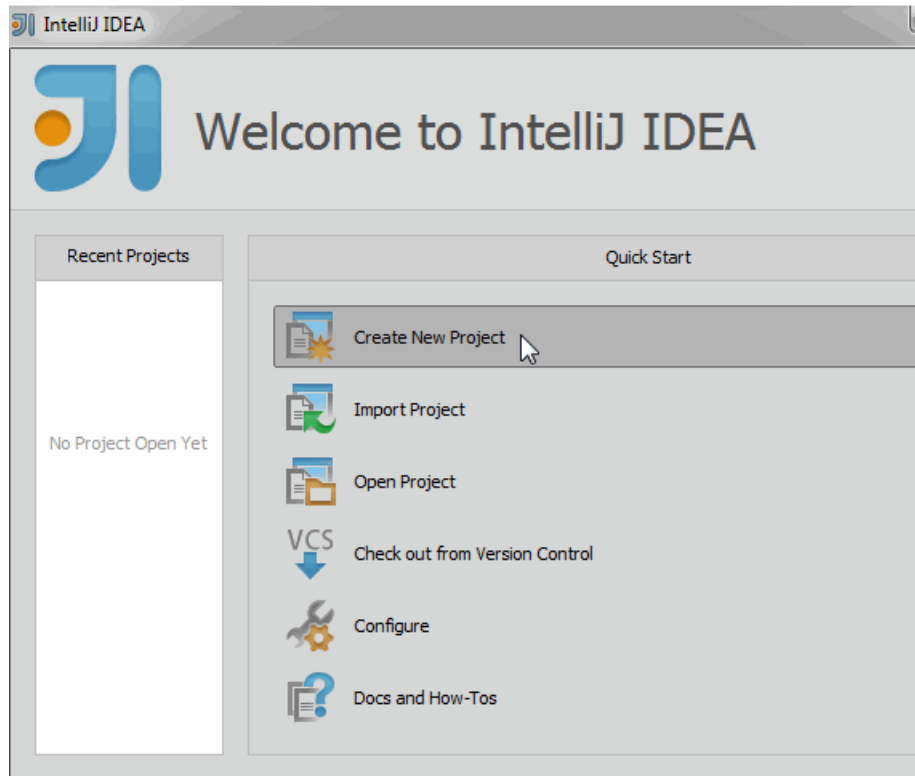 IntelliJ IDEA
Welcome to IntelliJ IDEA
Recent Projects
No Project Open Yet
Quick Start
Create New Project
Import Project
Open Project
VCS
Check out from Version Control
Configure
Docs and How-Tos